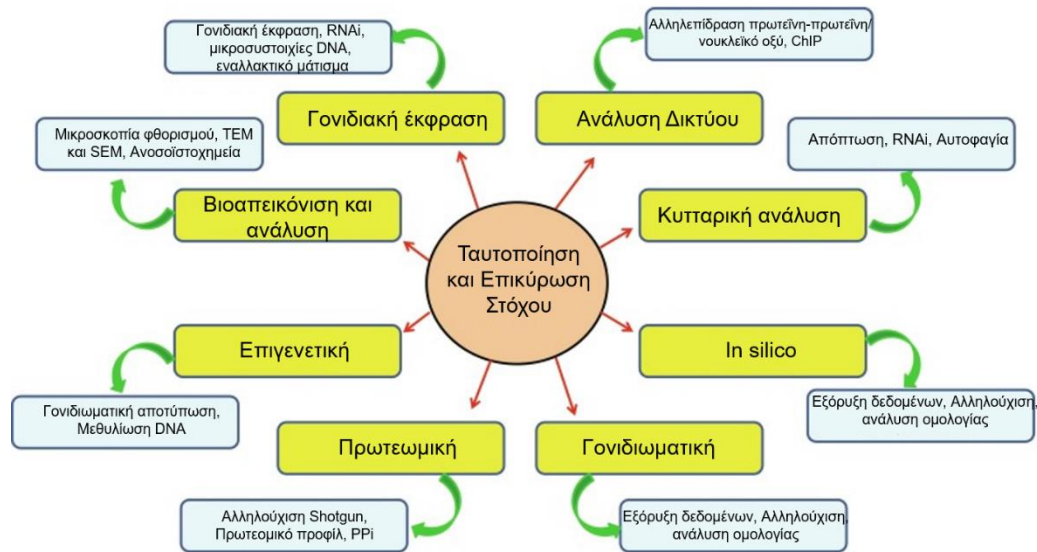 Γονιδιακή έκφραση, RNAi,
μικροσυστοιχίες DNA,
εναλλακτικό μάτισμα
Αλληλεπίδραση πρωτεΐνη-πρωτεΐνη/
νουκλεϊκό οξύ, ChIP
Γονιδιακή έκφραση
Ανάλυση Δικτύου
Μικροσκοπία φθορισμού, TEM
και SEM, Ανοσοϊστοχημεία
Απόπτωση, RNAi, Αυτοφαγία
Βιοαπεικόνιση και
ανάλυση
Κυτταρική ανάλυση
Ταυτοποίηση
και Επικύρωση
Στόχου
Επιγενετική
In silico
Γονιδιωματική αποτύπωση,
Μεθυλίωση DNA
Εξόρυξη δεδομένων, Αλληλούχιση,
ανάλυση ομολογίας
Πρωτεομική
Γονιδιωματική
Αλληλούχιση Shotgun,
Πρωτεομικό προφίλ, PPi
Εξόρυξη δεδομένων, Αλληλούχιση,
ανάλυση ομολογίας